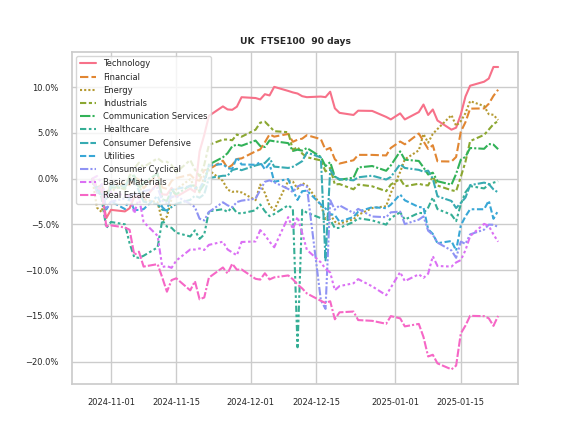 UK  FTSE100  90 days
Technology
Financial
Energy
Industrials
Communication Services
Healthcare
Consumer Defensive
Utilities
Consumer Cyclical
Basic Materials
Real Estate
10.0%
5.0%
0.0%
−5.0%
−10.0%
−15.0%
−20.0%
2024-11-01 2024-11-15 2024-12-01 2024-12-15 2025-01-01 2025-01-15